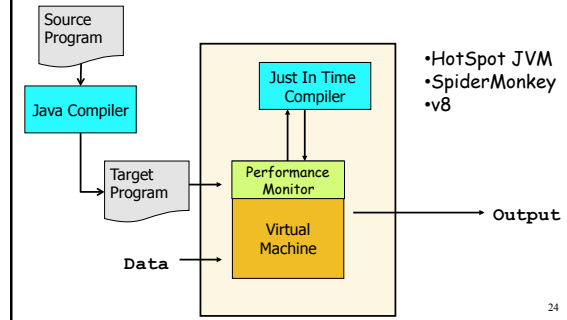 Source
Program
Java Compiler
Target
Program
Data
Just In Time
Compiler
Performance
Monitor
Virtual
Machine
Output
•HotSpot JVM
•SpiderMonkey
•v8
24